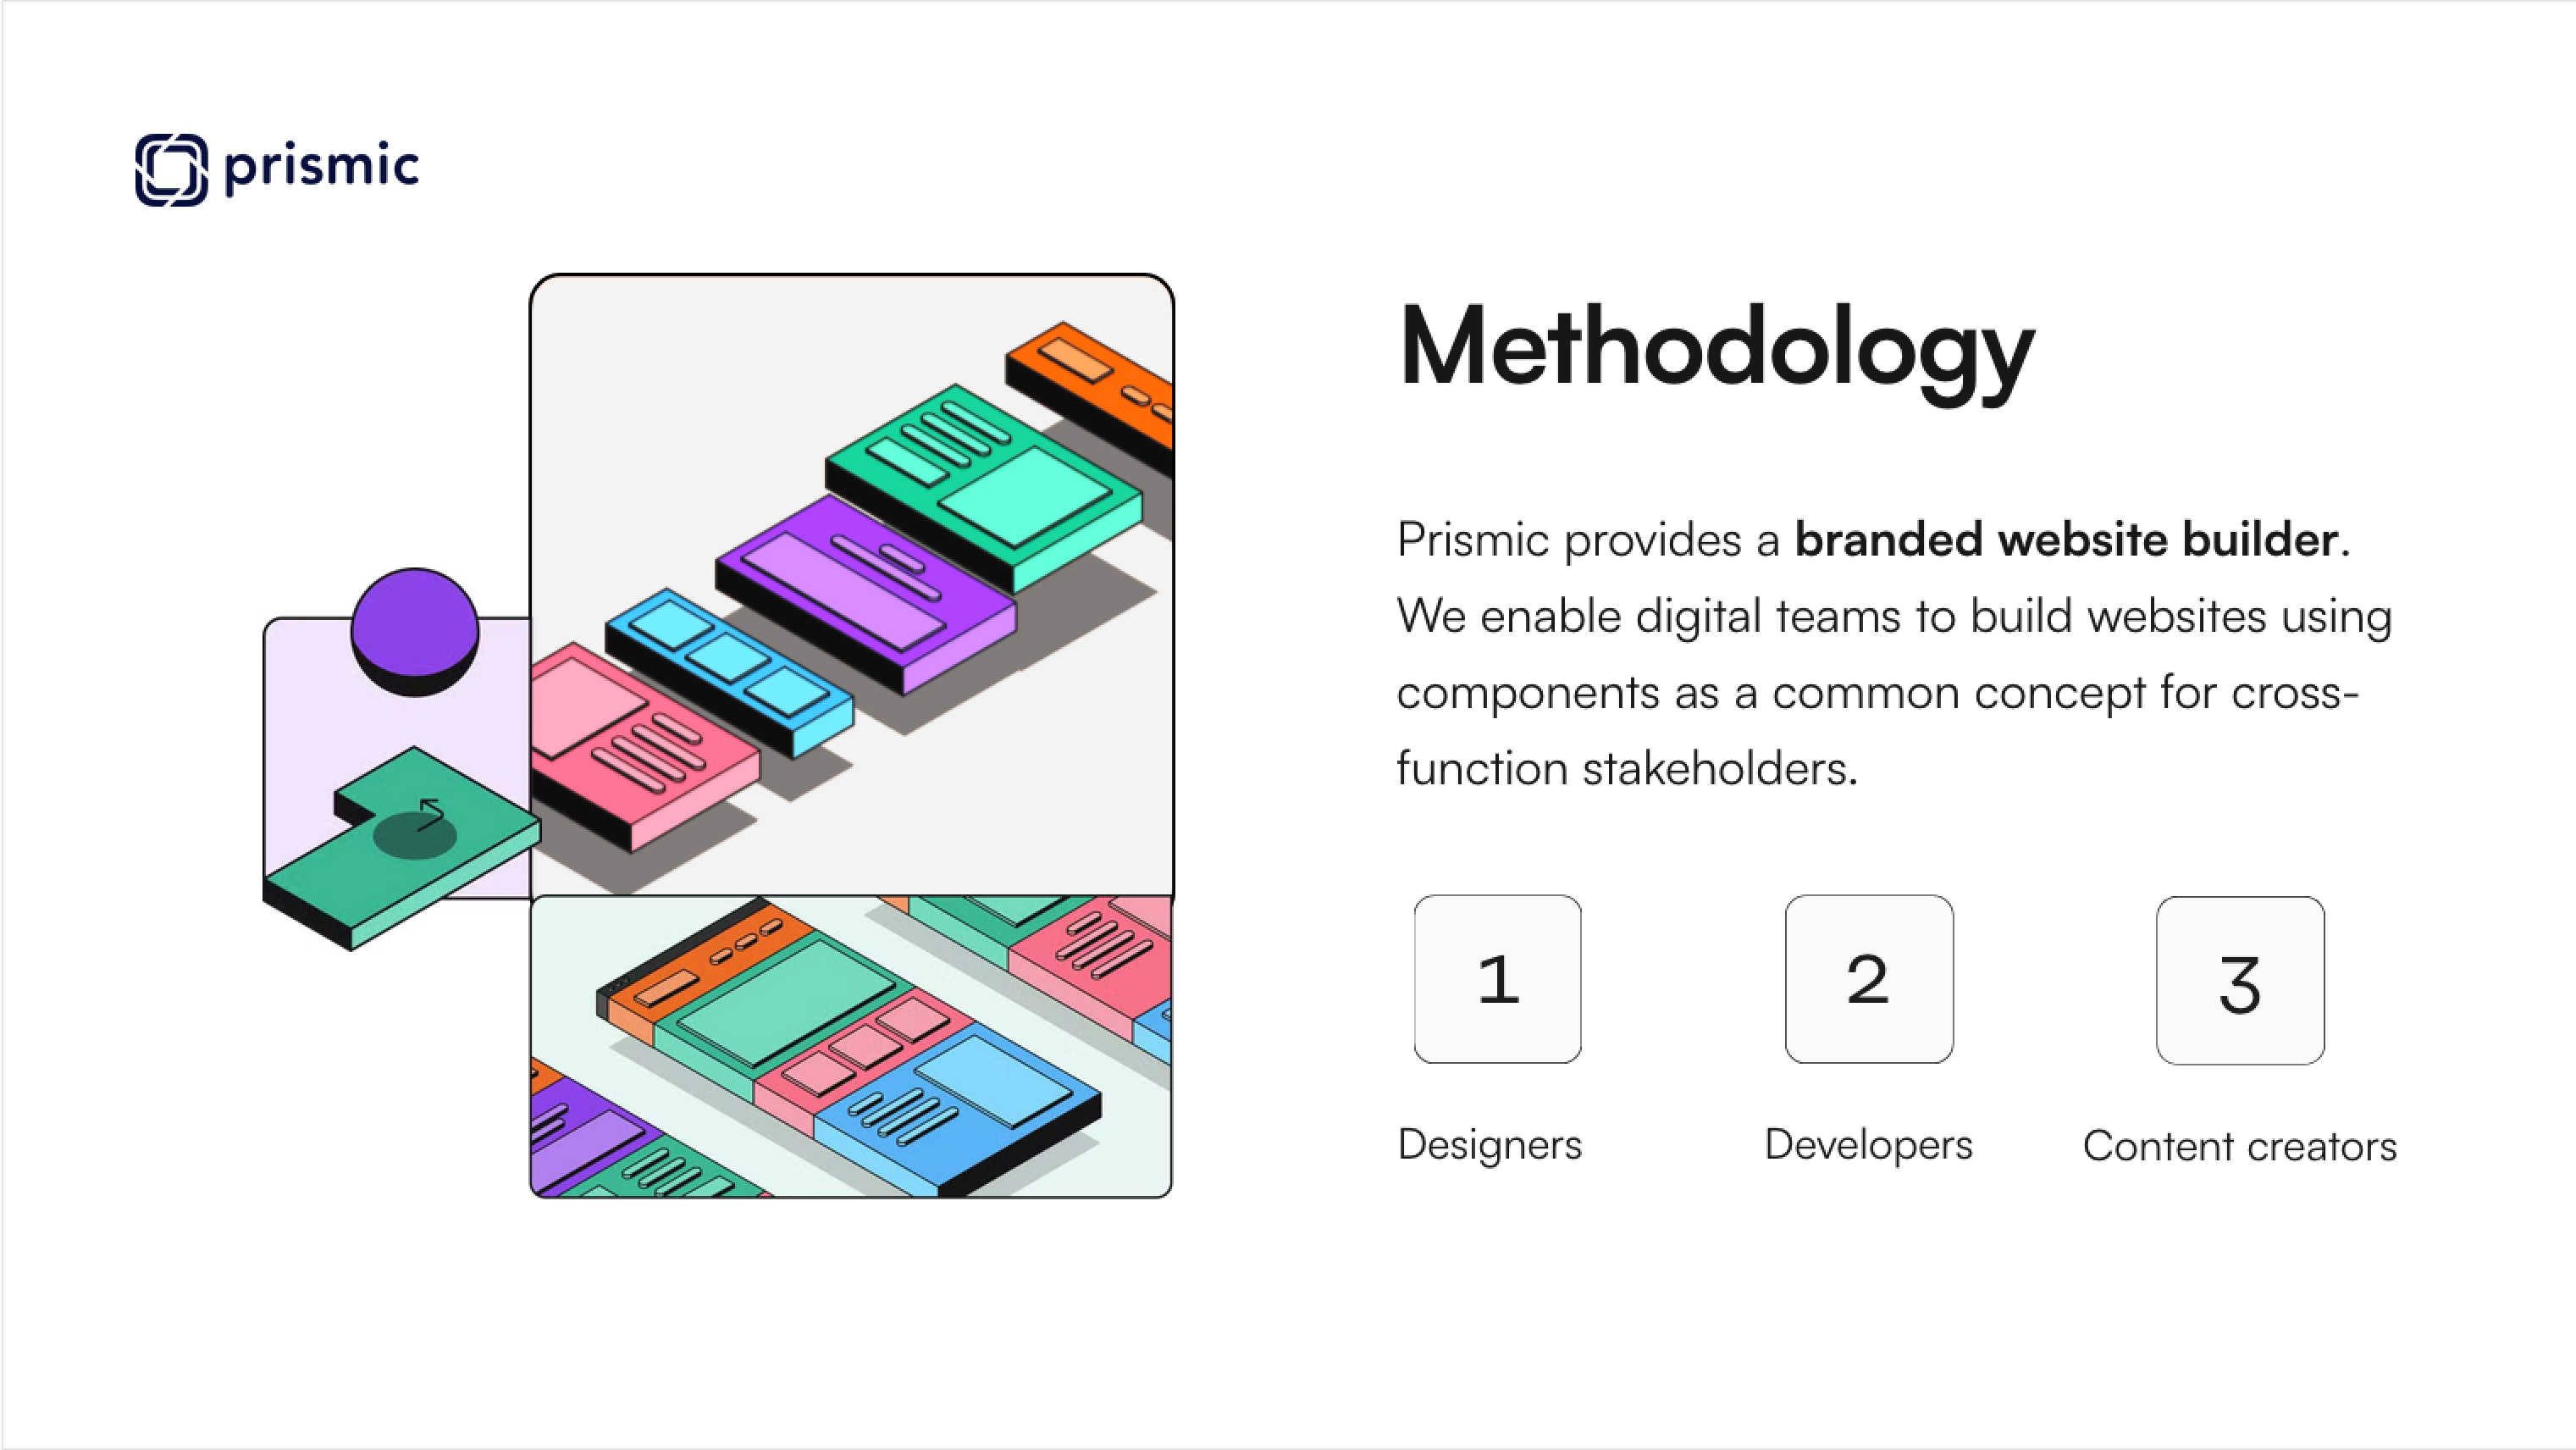 prismic
Methodology
Prismic provides a branded website builder.
We enable digital teams to build websites using
components as a common concept for cross-
function stakeholders.
1
2
3
Designers
Developers
Content creators